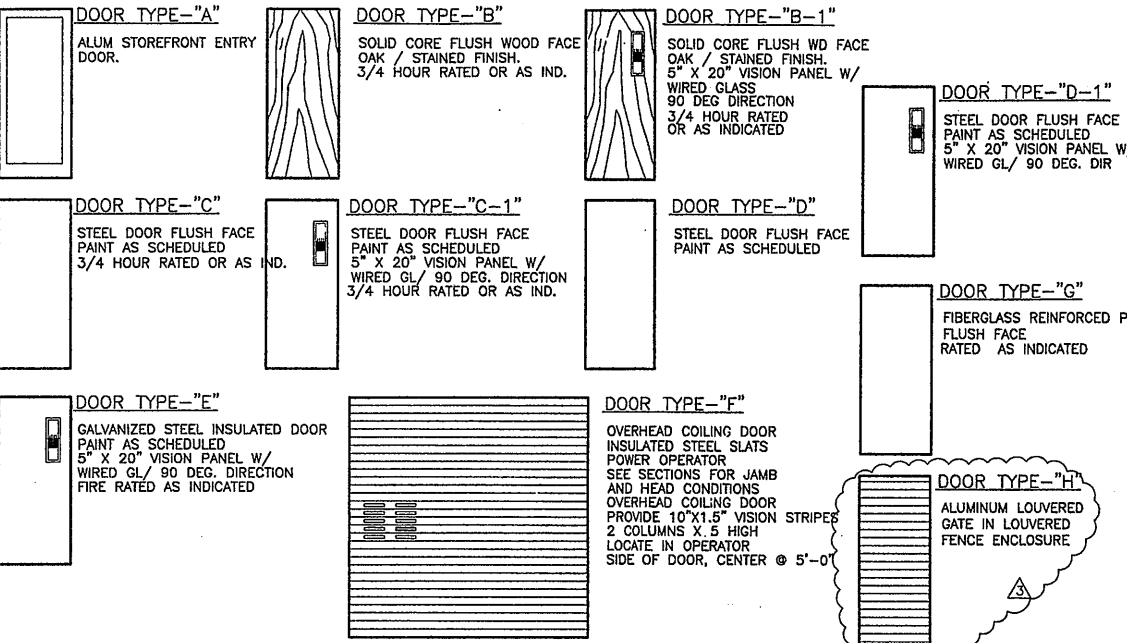 DOOR TYPE-"A"
ALUM STOREFRONT ENTRY
DOOR.
DOOR TYPE-"B"
SOLID CORE FLUSH WOOD FACE
OAK / STAINED FINISH.
3/4 HOUR RATED OR AS IND.
DOOR TYPE-"B-1"
SOLID CORE FLUSH WD FACE
OAK / STAINED FINISH.
5" X 20" VISION PANEL W/
WIRED GLASS
90 DEG DIRECTION
3/4 HOUR RATED
OR AS INDICATED
DOOR TYPE-"D-1"
STEEL DOOR FLUSH FACE
PAINT AS SCHEDULED
5" X 20" VISION PANEL W/
WIRED GL/ 90 DEG. DIR
DOOR TYPE-"C"
STEEL DOOR FLUSH FACE
PAINT AS SCHEDULED
3/4 HOUR RATED OR AS IND.
DOOR TYPE-"C-1"
STEEL DOOR FLUSH FACE
PAINT AS SCHEDULED
5" X 20" VISION PANEL W/
WIRED GL/ 90 DEG. DIRECTION
3/4 HOUR RATED OR AS IND.
DOOR TYPE-"D"
STEEL DOOR FLUSH FACE
PAINT AS SCHEDULED
DOOR TYPE-"G"
FIBERGLASS REINFORCED P
FLUSH FACE
RATED AS INDICATED
DOOR TYPE-"E"
GALVANIZED STEEL INSULATED DOOR
PAINT AS SCHEDULED
5" X 20" VISION PANEL W/
WIRED GL/ 90 DEG. DIRECTION
FIRE RATED AS INDICATED
DOOR TYPE-"F"
OVERHEAD COILING DOOR
INSULATED STEEL SLATS
POWER OPERATOR
SEE SECTIONS FOR JAMB
AND HEAD CONDITIONS
OVERHEAD COILING DOOR
PROVIDE 10"X1.5" VISION STRIPES
2 COLUMNS X 5 HIGH
LOCATE IN OPERATOR
SIDE OF DOOR, CENTER @ 5'-0"
DOOR TYPE-"H"
ALUMINUM LOUVERED
GATE IN LOUVERED
FENCE ENCLOSURE
3